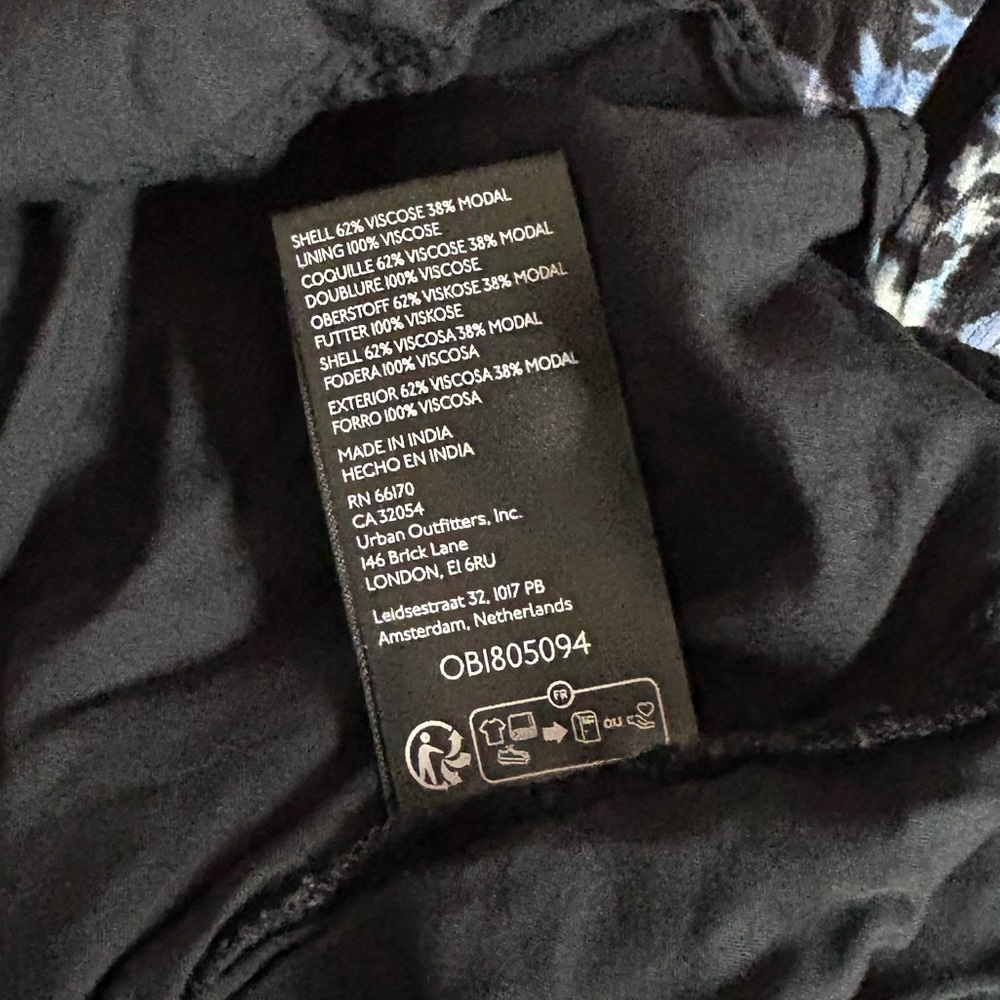 SHELL 62% VISCOSE 38% MODAL
LINING 100% VISCOSE
COQUILLE 62% VISCOSE 38% MODAL
DOUBLURE 100% VISCOSE
OBERSTOFF 62% VISKOSE 38% MODAL
FUTTER 100% VISKOSE
SHELL 62% VISCOSA 38% MODAL
FODERA 100% VISCOSA
EXTERIOR 62% VISCOSA 38% MODAL
FORRO 100% VISCOSA
MADE IN INDIA
HECHO EN INDIA
RN 66170
CA 32054
Urban Outfitters, Inc.
146 Brick Lane
LONDON, E1 6RU
Leidsestraat 32, 1017 PB
Amsterdam, Netherlands
OB1805094
FR
OU